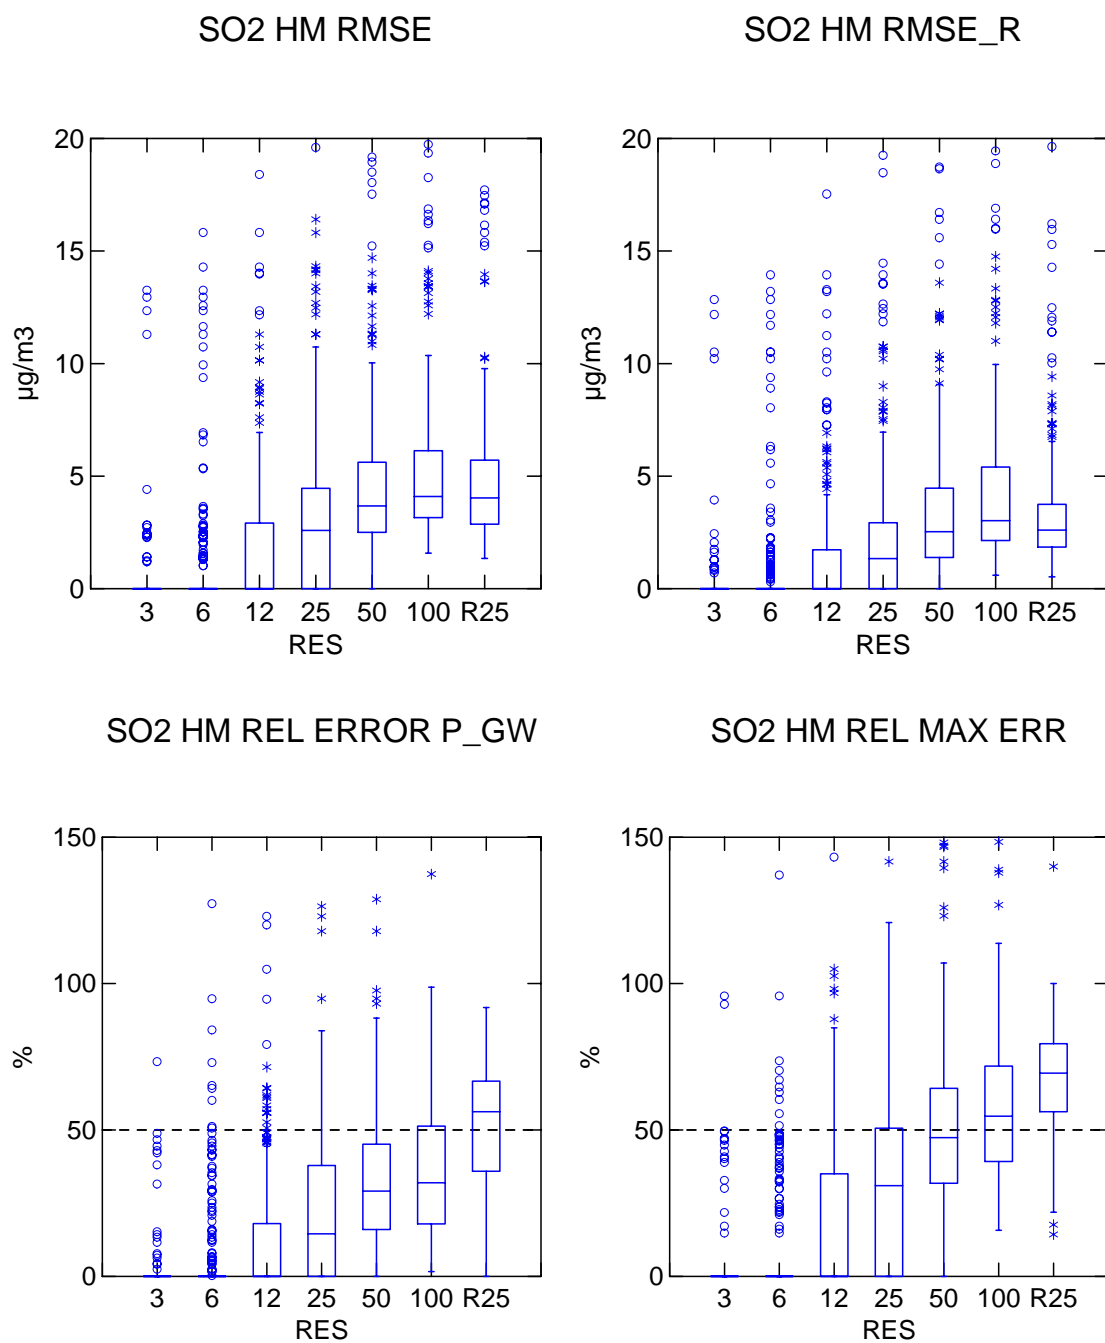 SO2 HM RMSE
20
15
10
5
0
µg/m3
3 6 12 25 50 100 R25
RES
SO2 HM RMSE_R
20
15
10
5
0
µg/m3
3 6 12 25 50 100 R25
RES
SO2 HM REL ERROR P_GW
150
100
50
0
%
3 6 12 25 50 100 R25
RES
SO2 HM REL MAX ERR
150
100
50
0
%
3 6 12 25 50 100 R25
RES